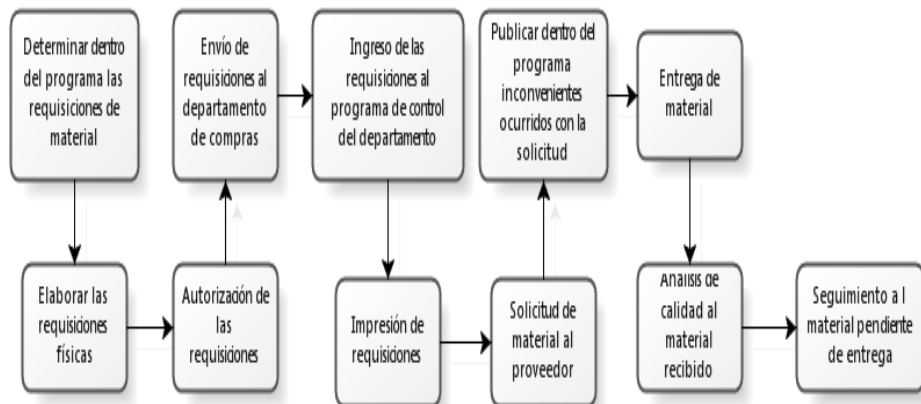 Determinar dentro
del programa las
requisiciones de
material
Elaborar las
requisiciones
físicas
Autorización de
las
requisiciones
Envío de
requisiciones al
departamento
de compras
Ingreso de las
requisiciones al
programa de control
del departamento
Impresión de
requisiciones
Solicitud de
material al
proveedor
Publicar dentro del
programa
inconvenientes
ocurridos con la
solicitud
Entrega de
material
Análisis de
calidad al
material
recibido
Seguimiento a l
material pendiente
de entrega